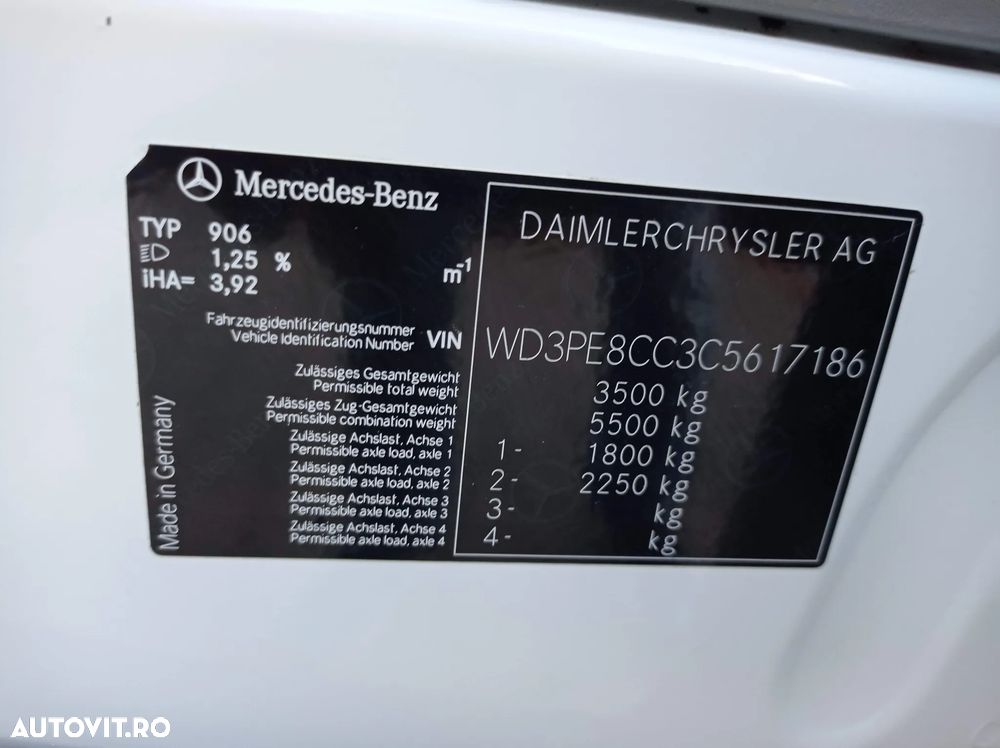 Mercedes-Benz
TYP 906
1,25 %
iHA= 3,92 m⁻¹
DAIMLERCHRYSLER AG
Fahrzeugidentifizierungsnummer
Vehicle Identification Number VIN WD3PE8CC3C5617186
Zulässiges Gesamtgewicht
Permissible total weight 3500 kg
Zulässiges Zug-Gesamtgewicht
Permissible combination weight 5500 kg
Zulässige Achslast, Achse 1
Permissible axle load, axle 1 1- 1800 kg
Zulässige Achslast, Achse 2
Permissible axle load, axle 2 2- 2250 kg
Zulässige Achslast, Achse 3
Permissible axle load, axle 3 3- kg
Zulässige Achslast, Achse 4
Permissible axle load, axle 4 4- kg
Made in Germany
AUTOVIT.RO